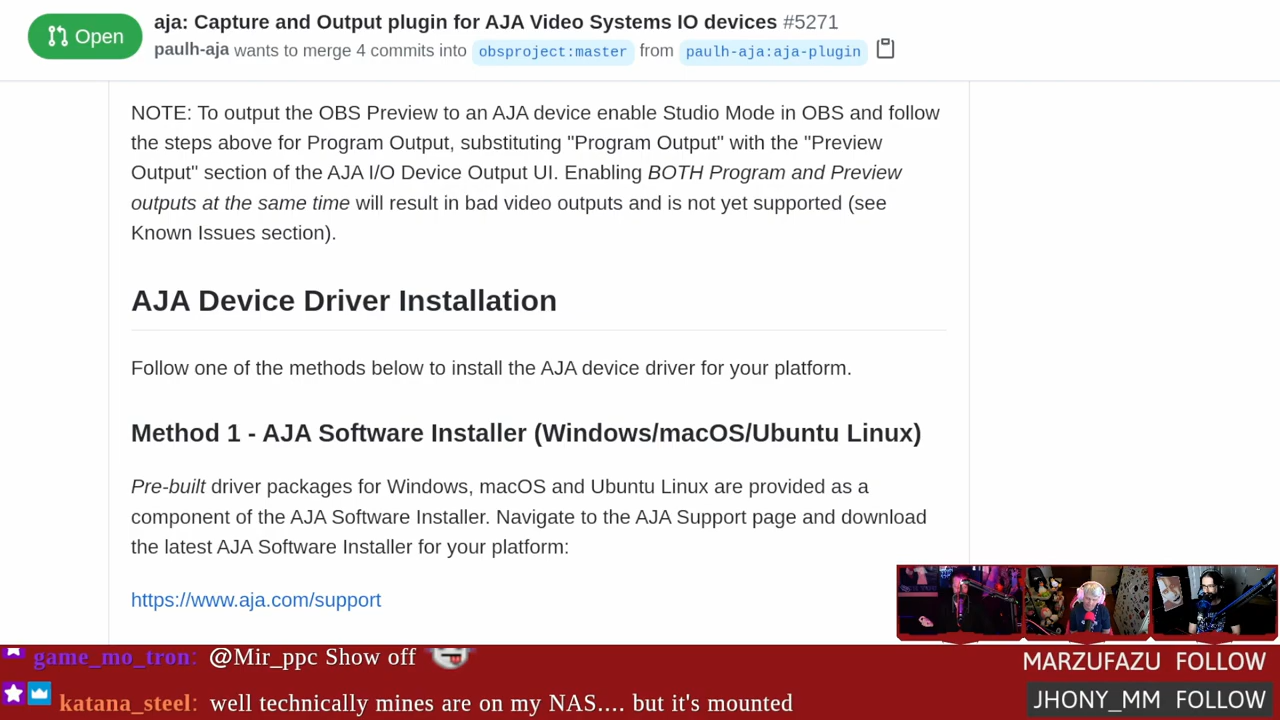 Open
aja: Capture and Output plugin for AJA Video Systems IO devices #5271
paulh-aja wants to merge 4 commits into obsproject:master from paulh-aja:aja-plugin
NOTE: To output the OBS Preview to an AJA device enable Studio Mode in OBS and follow
the steps above for Program Output, substituting "Program Output" with the "Preview
Output" section of the AJA I/O Device Output UI. Enabling BOTH Program and Preview
outputs at the same time will result in bad video outputs and is not yet supported (see
Known Issues section).
AJA Device Driver Installation
Follow one of the methods below to install the AJA device driver for your platform.
Method 1 - AJA Software Installer (Windows/macOS/Ubuntu Linux)
Pre-built driver packages for Windows, macOS and Ubuntu Linux are provided as a
component of the AJA Software Installer. Navigate to the AJA Support page and download
the latest AJA Software Installer for your platform:
https://www.aja.com/support
game_mo_tron: @Mir_ppc Show off
katana_steel: well technically mines are on my NAS.... but it's mounted
MARZUFAZU FOLLOW
JHONY_MM FOLLOW